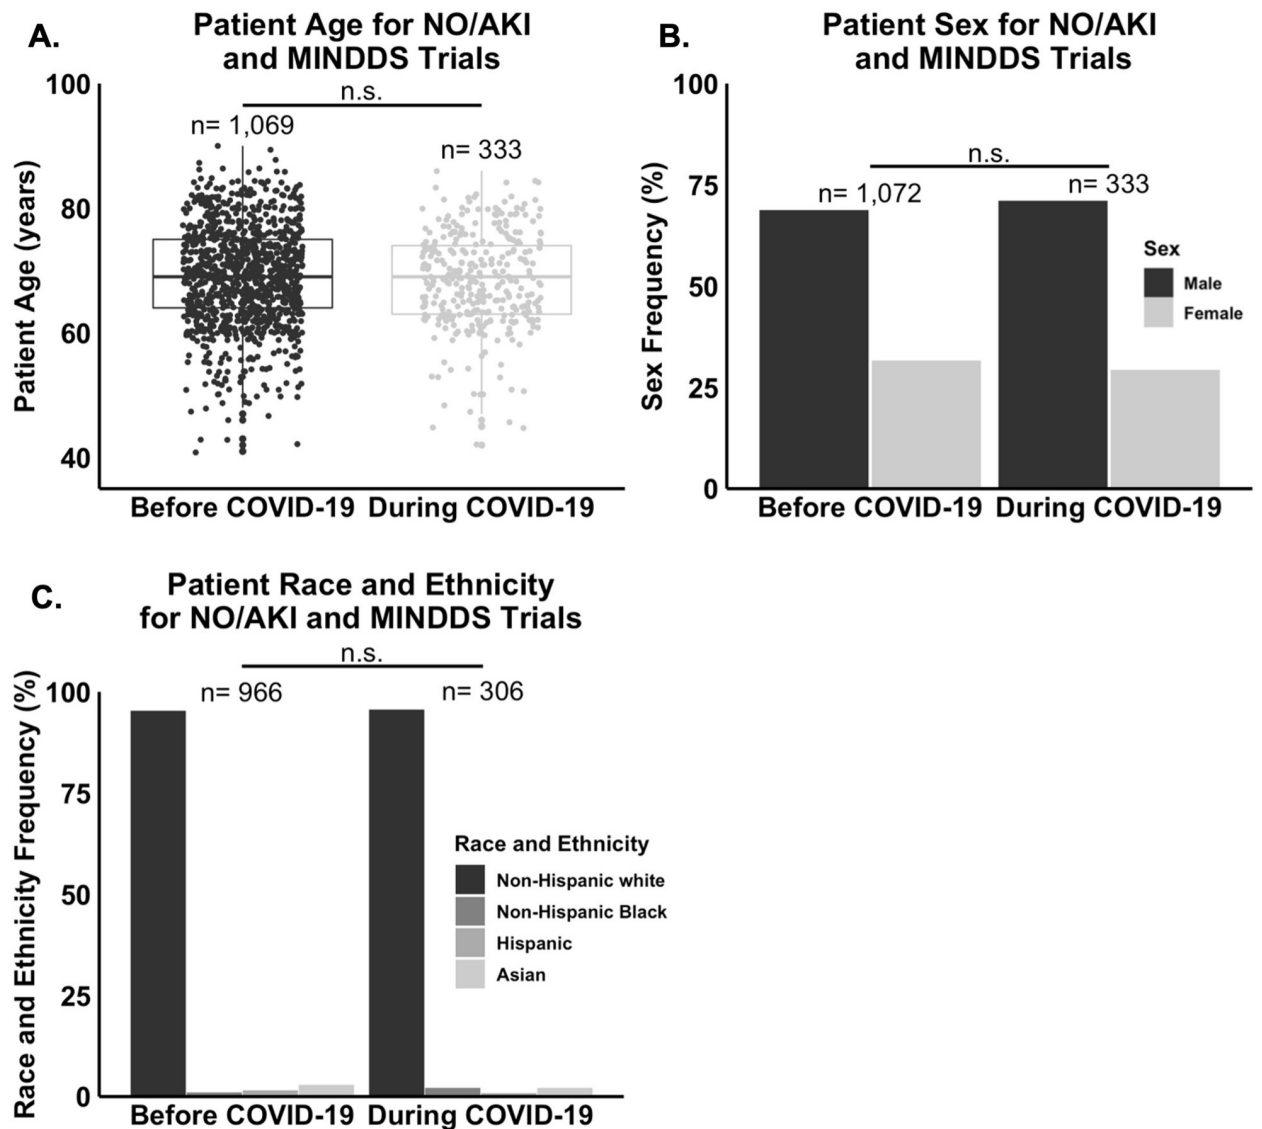 A.
Patient Age for NO/AKI
and MINDDS Trials
n.s.
n= 1,069
n= 333
Patient Age (years)
100
80
60
40
Before COVID-19 During COVID-19
B.
Patient Sex for NO/AKI
and MINDDS Trials
n.s.
n= 1,072
n= 333
Sex Frequency (%)
100
75
50
25
0
Sex
Male
Female
Before COVID-19 During COVID-19
C.
Patient Race and Ethnicity
for NO/AKI and MINDDS Trials
n.s.
n= 966
n= 306
Race and Ethnicity Frequency (%)
100
75
50
25
0
Race and Ethnicity
Non-Hispanic white
Non-Hispanic Black
Hispanic
Asian
Before COVID-19 During COVID-19